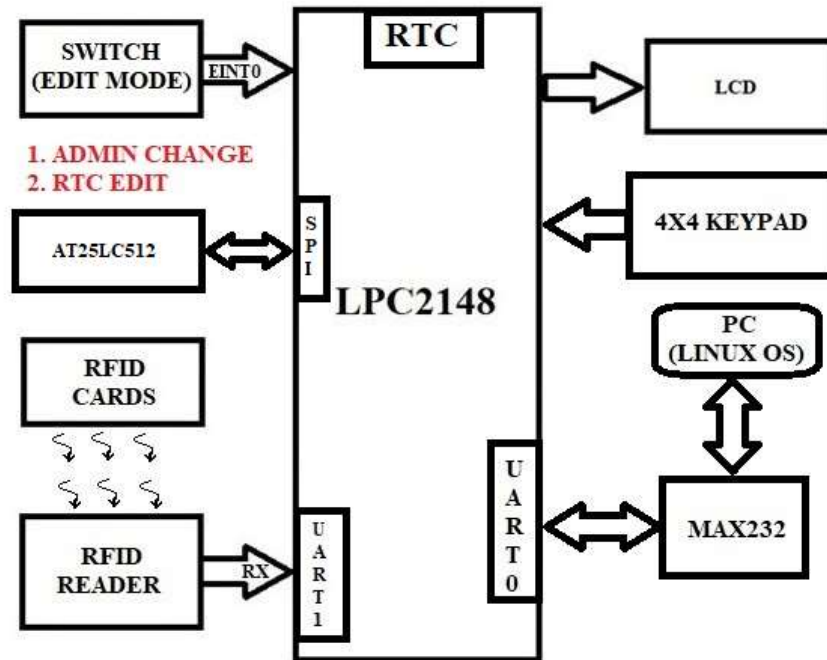 RTC
SWITCH
(EDIT MODE)
EINT0
LCD
1. ADMIN CHANGE
2. RTC EDIT
4X4 KEYPAD
AT25LC512
SPI
LPC2148
PC
(LINUX OS)
RFID
CARDS
UART0
MAX232
RFID
READER
RX
UART1